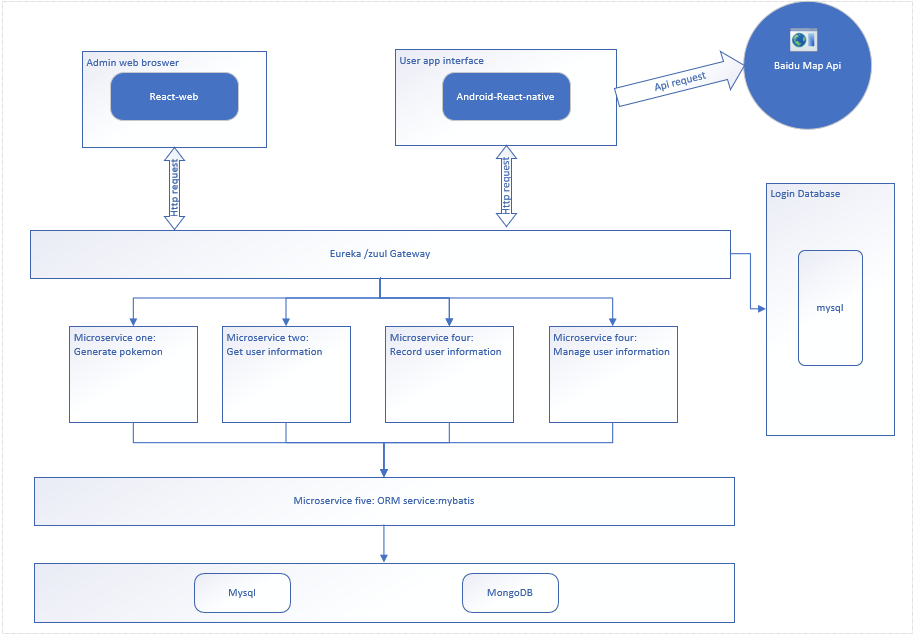 Admin web broswer
React-web
User app interface
Android-React-native
Api request
Baidu Map Api
Http request
Http request
Login Database
mysql
Eureka /zuul Gateway
Microservice one:
Generate pokemon
Microservice two:
Get user information
Microservice four:
Record user information
Microservice four:
Manage user information
Microservice five: ORM service:mybatis
Mysql
MongoDB